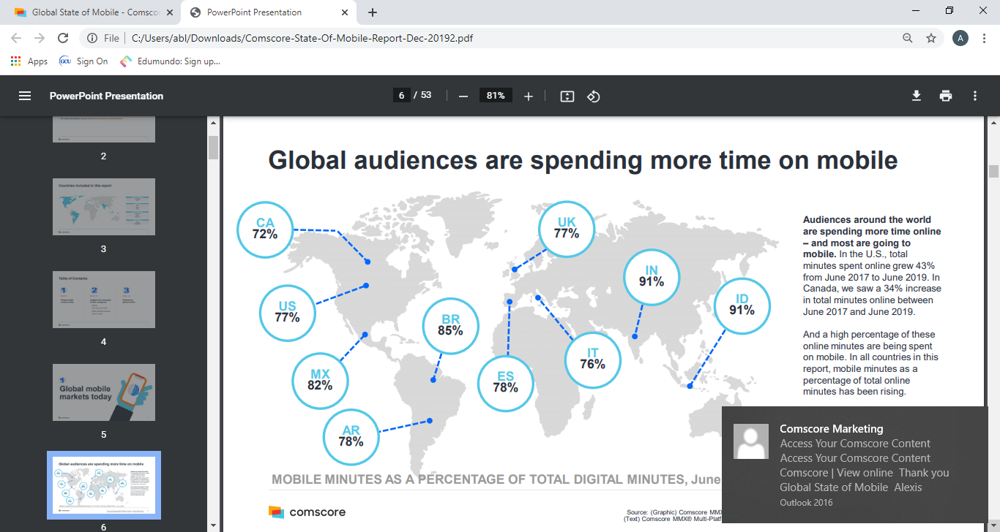 Global State of Mobile - Comsco
PowerPoint Presentation
File
C:/Users/abl/Downloads/Comscore-State-Of-Mobile-Report-Dec-20192.pdf
A
Apps
GCU
Sign On
Edumundo: Sign up...
PowerPoint Presentation
6 / 53
81%
2
Countries included in this report
3
Table of Contents
1
2
3
4
1
Global mobile
markets today
5
Global audiences are spending more time on mobile
6
Global audiences are spending more time on mobile
CA
72%
UK
77%
IN
91%
US
77%
ID
91%
BR
85%
IT
76%
MX
82%
ES
78%
AR
78%
Audiences around the world
are spending more time online
– and most are going to
mobile. In the U.S., total
minutes spent online grew 43%
from June 2017 to June 2019. In
Canada, we saw a 34% increase
in total minutes online between
June 2017 and June 2019.
And a high percentage of these
online minutes are being spent
on mobile. In all countries in this
report, mobile minutes as a
percentage of total online
minutes has been rising.
MOBILE MINUTES AS A PERCENTAGE OF TOTAL DIGITAL MINUTES, June
comscore
Source: (Graphic) Comscore MMX
(Text) Comscore MMX® Multi-Platf
Comscore Marketing
Access Your Comscore Content
Access Your Comscore Content
Comscore | View online Thank you
Global State of Mobile Alexis
Outlook 2016